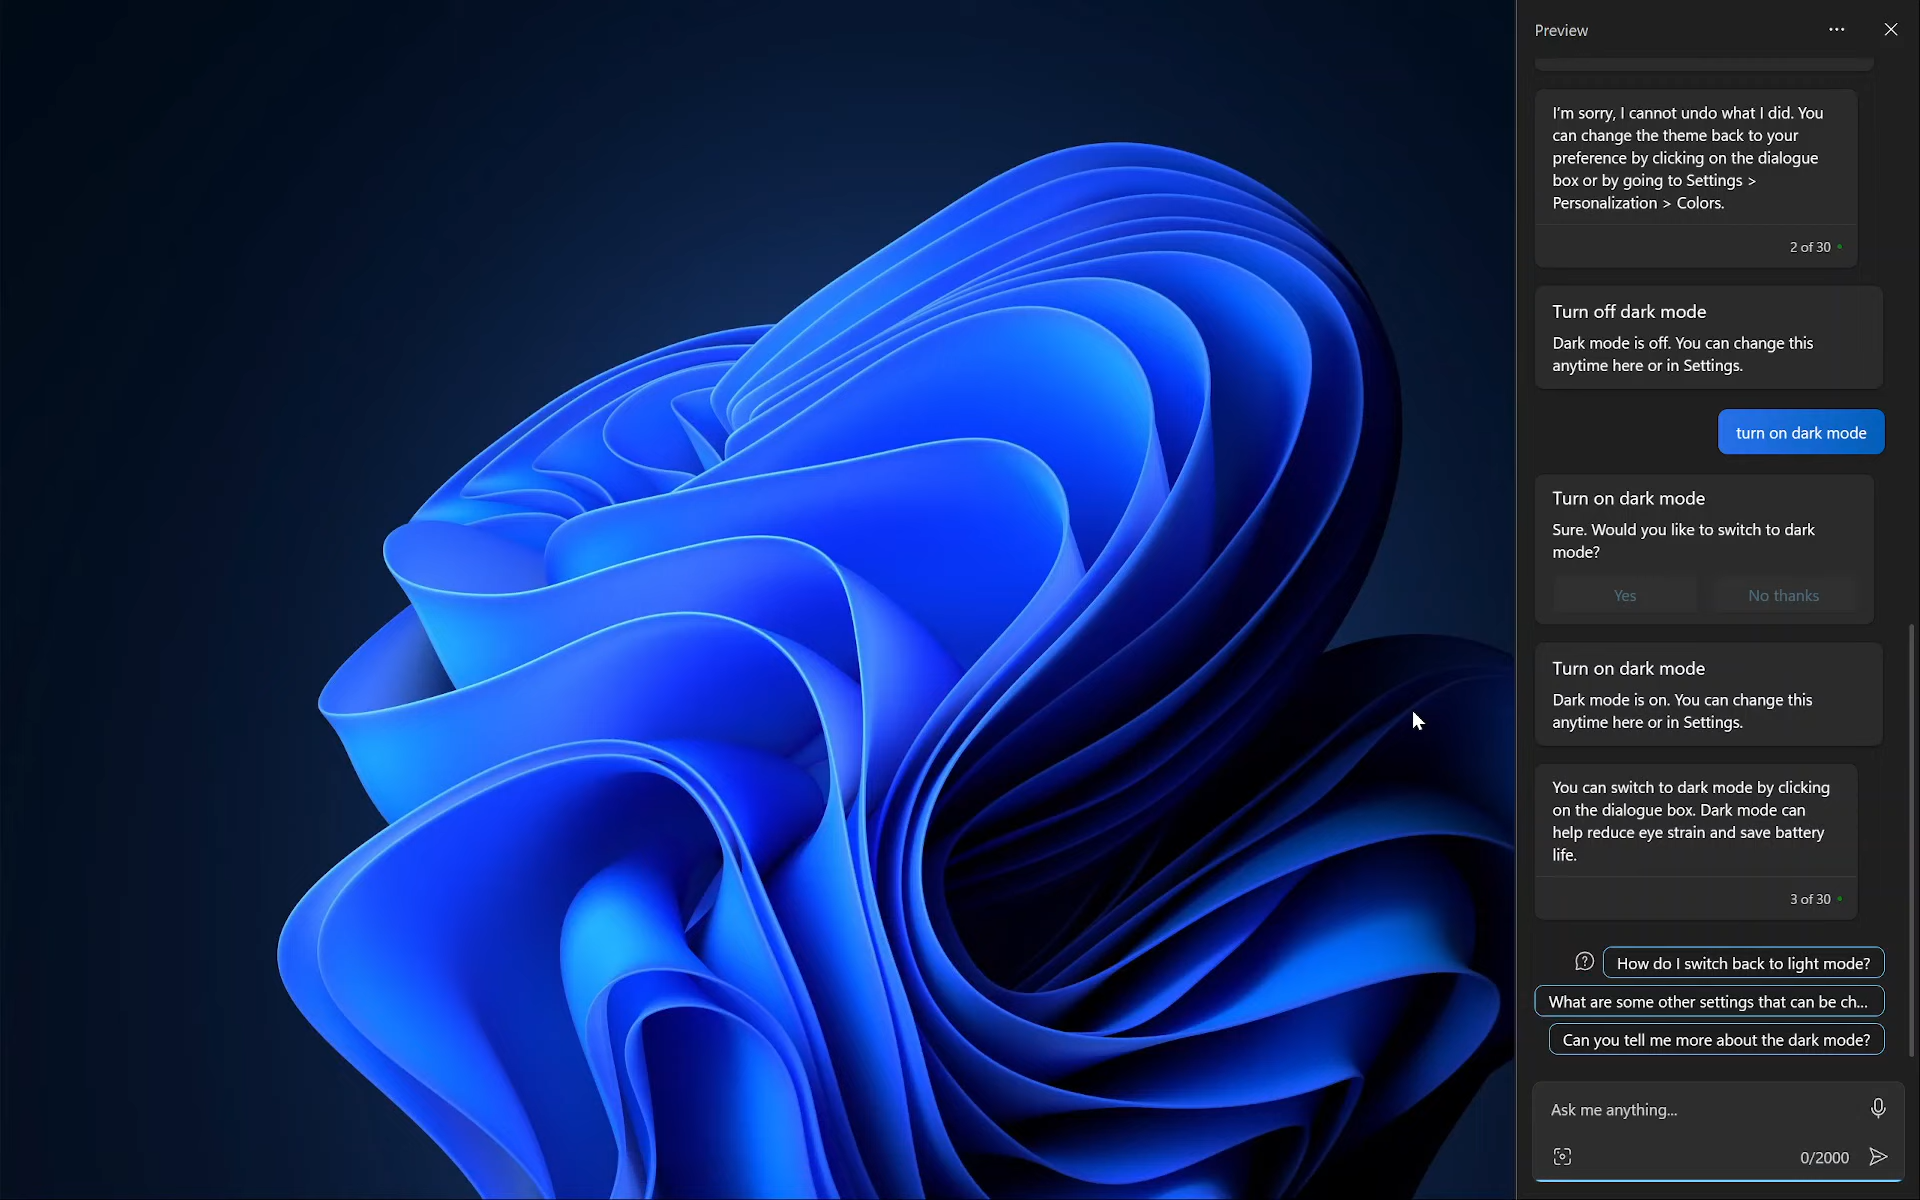 Preview
I'm sorry, I cannot undo what I did. You
can change the theme back to your
preference by clicking on the dialogue
box or by going to Settings >
Personalization > Colors.
2 of 30
Turn off dark mode
Dark mode is off. You can change this
anytime here or in Settings.
turn on dark mode
Turn on dark mode
Sure. Would you like to switch to dark
mode?
Yes No thanks
Turn on dark mode
Dark mode is on. You can change this
anytime here or in Settings.
You can switch to dark mode by clicking
on the dialogue box. Dark mode can
help reduce eye strain and save battery
life.
3 of 30
How do I switch back to light mode?
What are some other settings that can be ch...
Can you tell me more about the dark mode?
Ask me anything...
0/2000